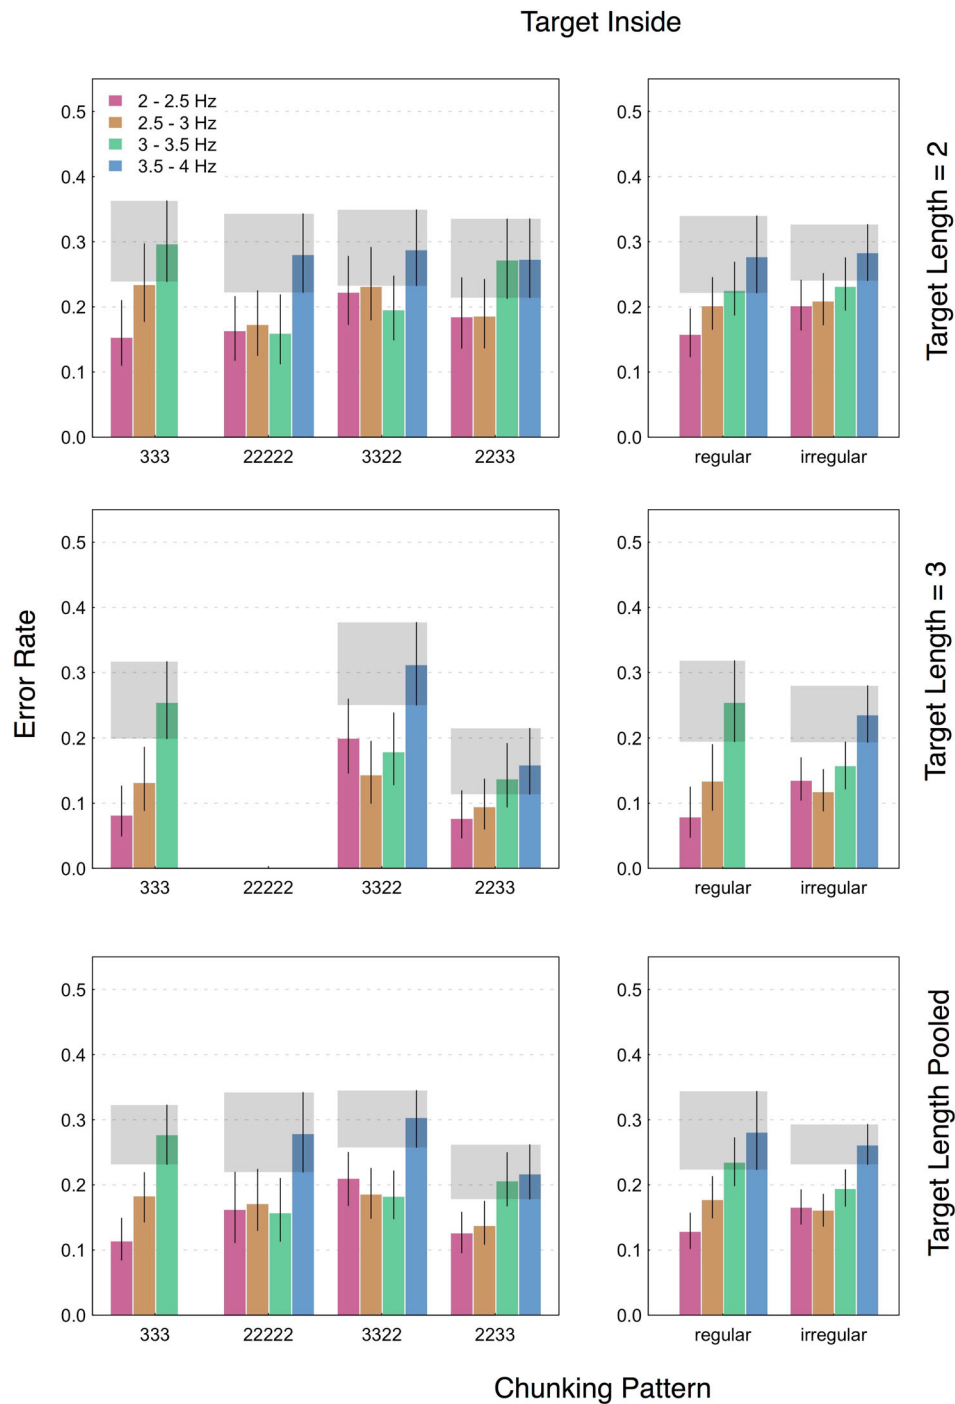 Target Inside
2 - 2.5 Hz
2.5 - 3 Hz
3 - 3.5 Hz
3.5 - 4 Hz
0.5
0.4
0.3
0.2
0.1
0.0
333 22222 3322 2233
0.5
0.4
0.3
0.2
0.1
0.0
regular irregular
Target Length = 2
Error Rate
0.5
0.4
0.3
0.2
0.1
0.0
333 22222 3322 2233
0.5
0.4
0.3
0.2
0.1
0.0
regular irregular
Target Length = 3
0.5
0.4
0.3
0.2
0.1
0.0
333 22222 3322 2233
0.5
0.4
0.3
0.2
0.1
0.0
regular irregular
Target Length Pooled
Chunking Pattern